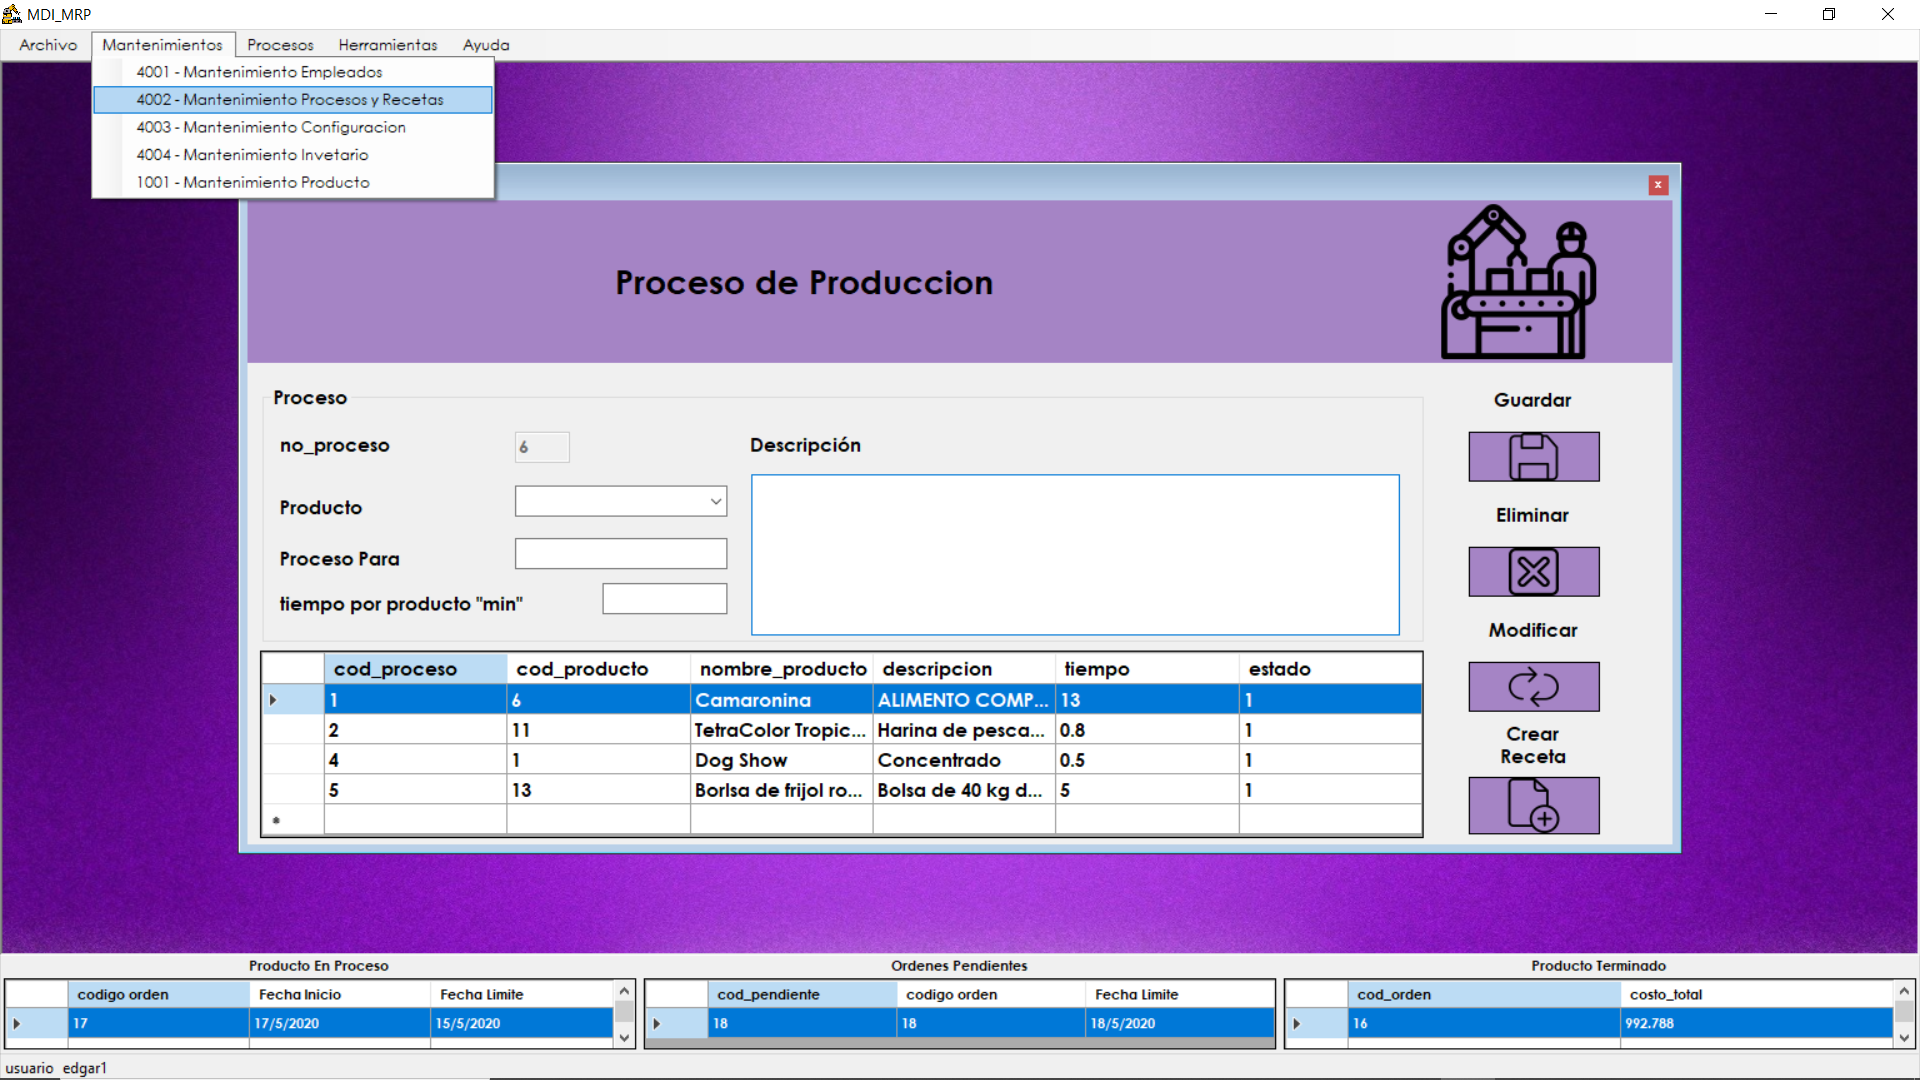 MDI_MRP
Archivo Mantenimientos Procesos Herramientas Ayuda
4001 - Mantenimiento Empleados
4002 - Mantenimiento Procesos y Recetas
4003 - Mantenimiento Configuracion
4004 - Mantenimiento Invetario
1001 - Mantenimiento Producto
x
Proceso de Produccion
Proceso
no_proceso 6 Descripción
Producto
Proceso Para
tiempo por producto "min"
Guardar
Eliminar
Modificar
Crear
Receta
cod_proceso cod_producto nombre_producto descripcion tiempo estado
1 6 Camaronina ALIMENTO COMP... 13 1
2 11 TetraColor Tropic... Harina de pesca... 0.8 1
4 1 Dog Show Concentrado 0.5 1
5 13 Borlsa de frijol ro... Bolsa de 40 kg d... 5 1
Producto En Proceso
codigo orden Fecha Inicio Fecha Limite
17 17/5/2020 15/5/2020
Ordenes Pendientes
cod_pendiente codigo orden Fecha Limite
18 18 18/5/2020
Producto Terminado
cod_orden costo_total
16 992.788
usuario edgar1